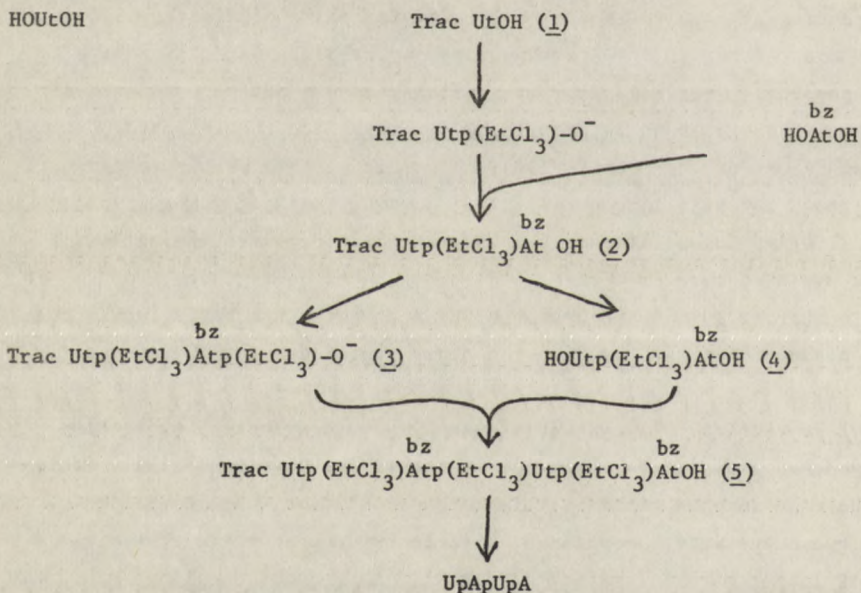 HOUtOH Trac UtOH (1)
Trac Utp(EtCl3)-O-
bz
HOAtOH
bz
Trac Utp(EtCl3)At OH (2)
bz bz
Trac Utp(EtCl3)Atp(EtCl3)-O- (3) HOUtp(EtCl3)AtOH (4)
bz bz
Trac Utp(EtCl3)Atp(EtCl3)Utp(EtCl3)AtOH (5)
UpApUpA